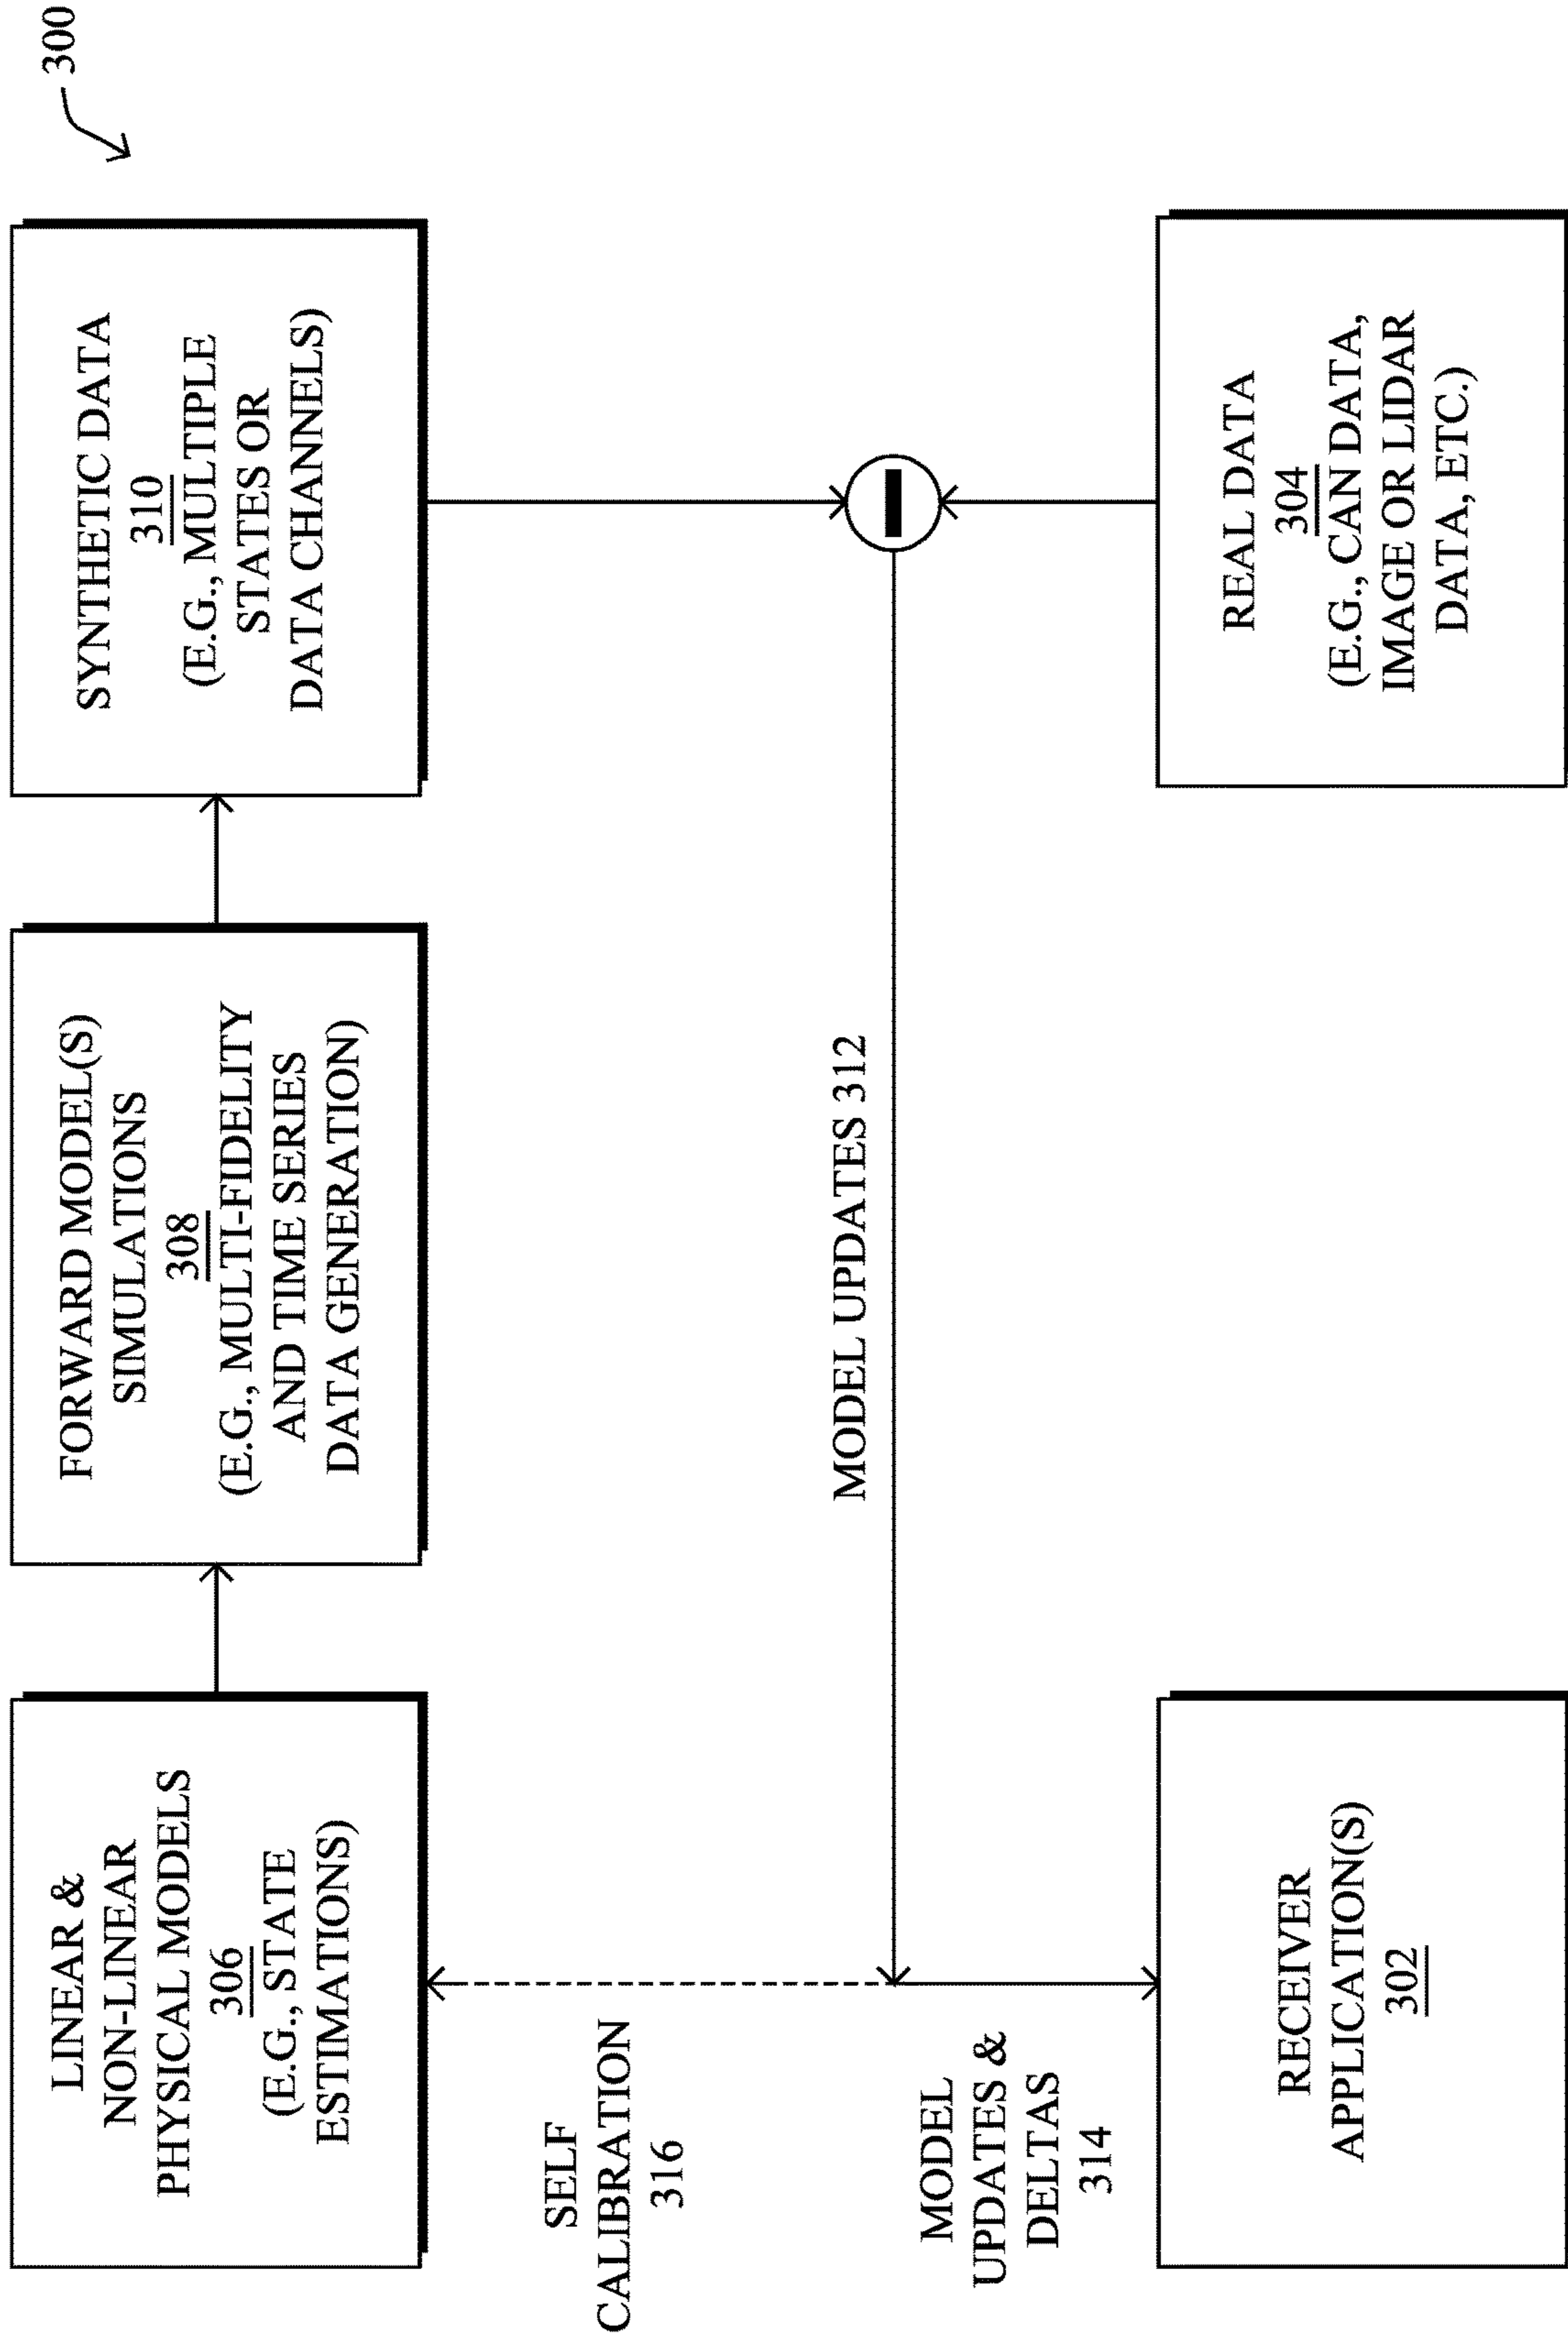 300
LINEAR &
NON-LINEAR
PHYSICAL MODELS
306
(E.G., STATE
ESTIMATIONS)
FORWARD MODEL(S)
SIMULATIONS
308
(E.G., MULTI-FIDELITY
AND TIME SERIES
DATA GENERATION)
SYNTHETIC DATA
310
(E.G., MULTIPLE
STATES OR
DATA CHANNELS)
SELF
CALIBRATION
316
MODEL UPDATES 312
MODEL
UPDATES &
DELTAS
314
RECEIVER
APPLICATION(S)
302
REAL DATA
304
(E.G., CAN DATA,
IMAGE OR LIDAR
DATA, ETC.)